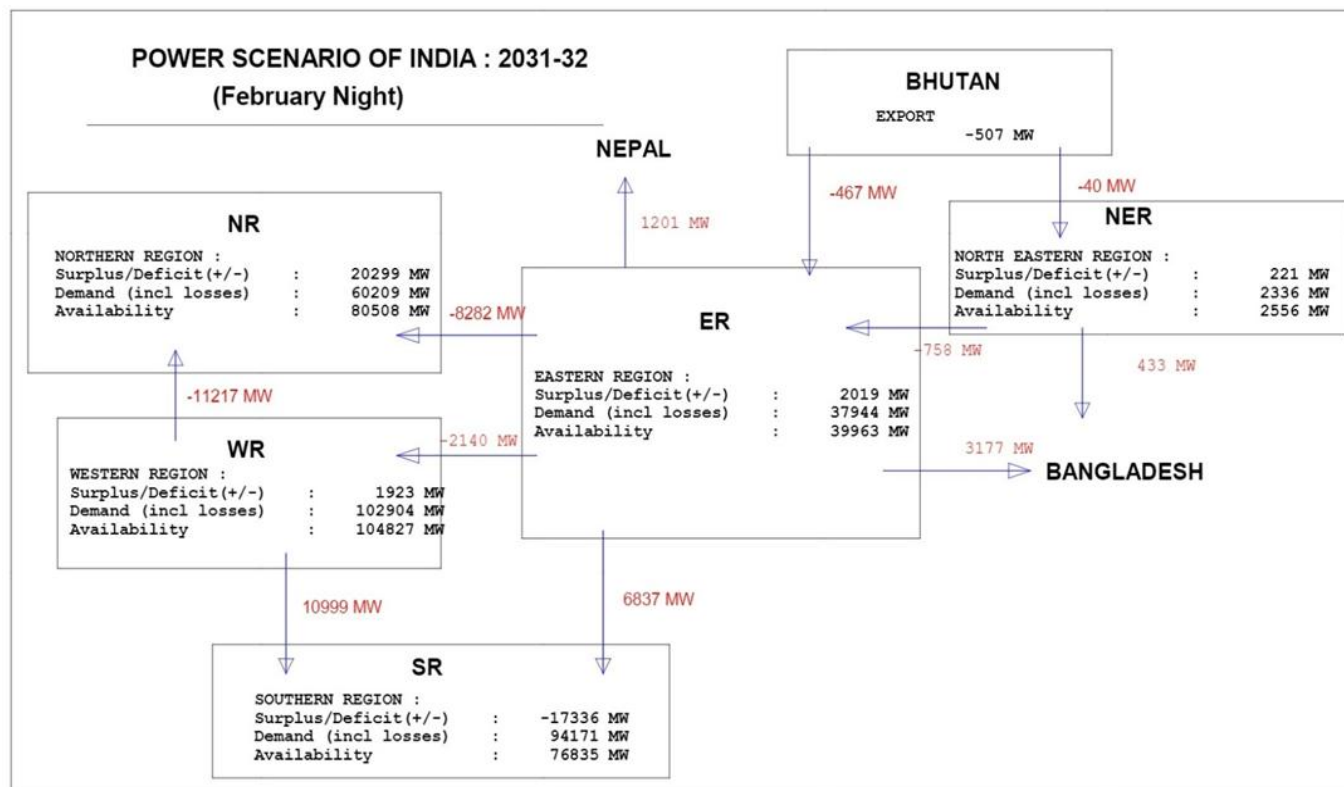 POWER SCENARIO OF INDIA : 2031-32
(February Night)
BHUTAN
EXPORT
-507 MW
NEPAL
-467 MW
-40 MW
1201 MW
NR
NORTHERN REGION :
Surplus/Deficit(+/-) : 20299 MW
Demand (incl losses) : 60209 MW
Availability : 80508 MW
NER
NORTH EASTERN REGION :
Surplus/Deficit(+/-) : 221 MW
Demand (incl losses) : 2336 MW
Availability : 2556 MW
-8282 MW
ER
EASTERN REGION :
Surplus/Deficit(+/-) : 2019 MW
Demand (incl losses) : 37944 MW
Availability : 39963 MW
-758 MW
433 MW
-11217 MW
-2140 MW
3177 MW
BANGLADESH
WR
WESTERN REGION :
Surplus/Deficit(+/-) : 1923 MW
Demand (incl losses) : 102904 MW
Availability : 104827 MW
10999 MW
6837 MW
SR
SOUTHERN REGION :
Surplus/Deficit(+/-) : -17336 MW
Demand (incl losses) : 94171 MW
Availability : 76835 MW